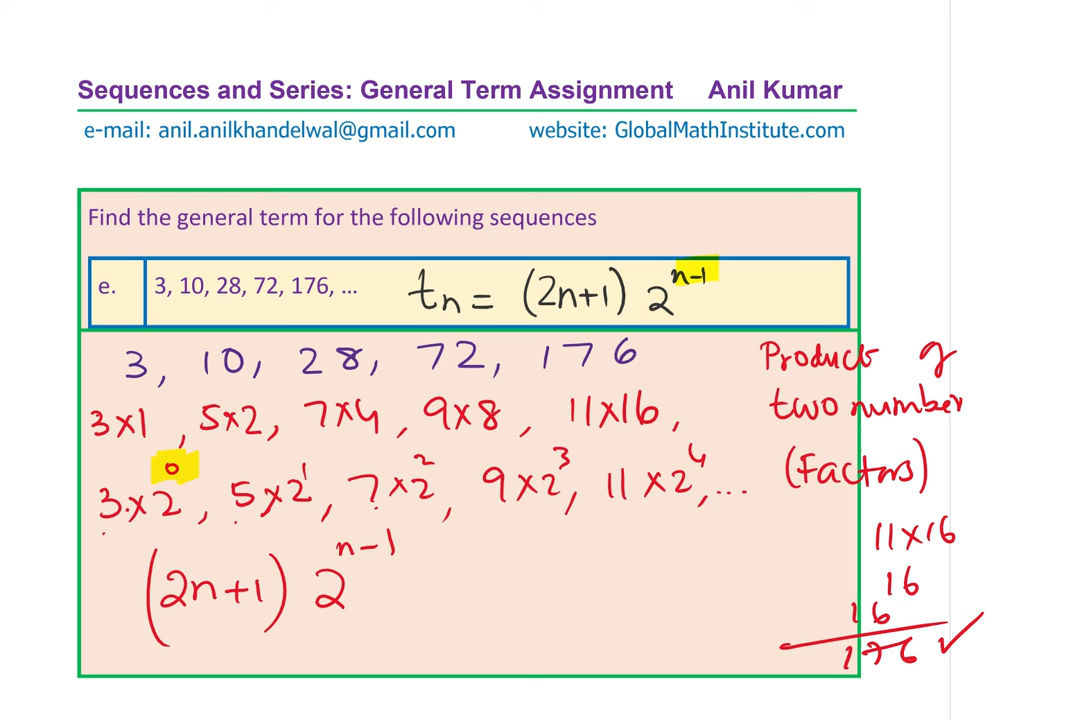 Sequences and Series: General Term Assignment Anil Kumar
e-mail: anil.anilkhandelwal@gmail.com website: GlobalMathInstitute.com
Find the general term for the following sequences
e. 3, 10, 28, 72, 176, ... tn = (2n+1) 2^(n-1)
3, 10, 28, 72, 176
3×1, 5×2, 7×4, 9×8, 11×16,
3×2^0, 5×2^1, 7×2^2, 9×2^3, 11×2^4, ...
(2n+1) 2^(n-1)
Product of
two number
(Factors)
11×16
16
16
176 ✓